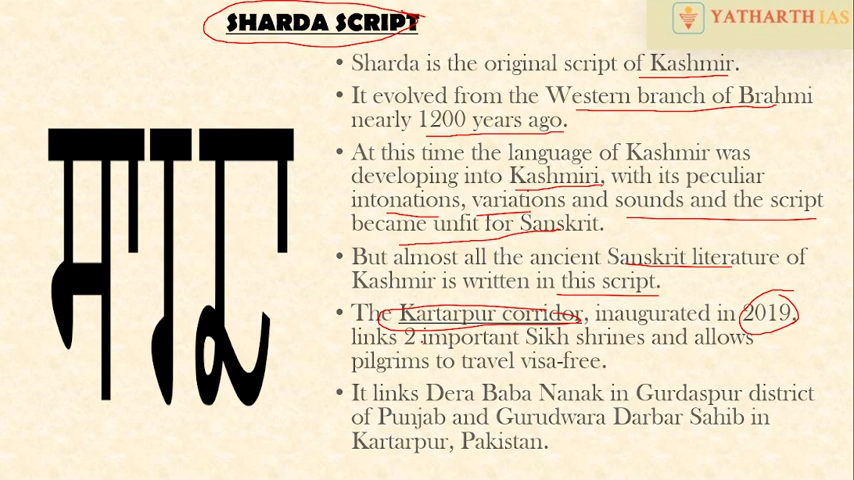 SHARDA SCRIPT
YATHARTH IAS
• Sharda is the original script of Kashmir.
• It evolved from the Western branch of Brahmi
nearly 1200 years ago.
• At this time the language of Kashmir was
developing into Kashmiri, with its peculiar
intonations, variations and sounds and the script
became unfit for Sanskrit.
• But almost all the ancient Sanskrit literature of
Kashmir is written in this script.
• The Kartarpur corridor, inaugurated in 2019,
links 2 important Sikh shrines and allows
pilgrims to travel visa-free.
• It links Dera Baba Nanak in Gurdaspur district
of Punjab and Gurudwara Darbar Sahib in
Kartarpur, Pakistan.